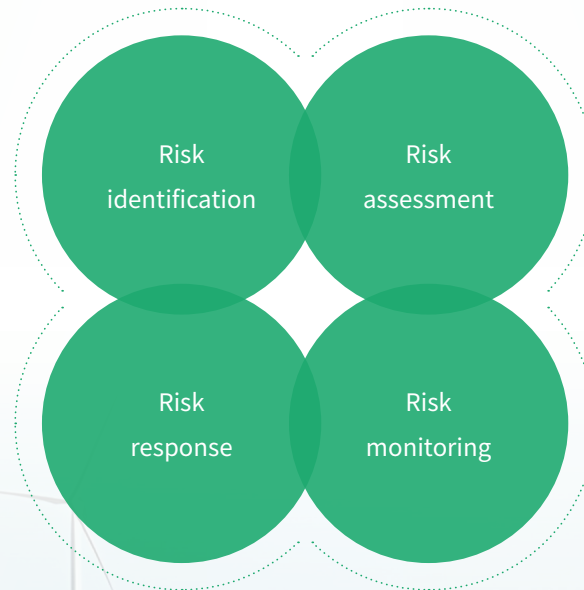 Risk
identification
Risk
assessment
Risk
response
Risk
monitoring